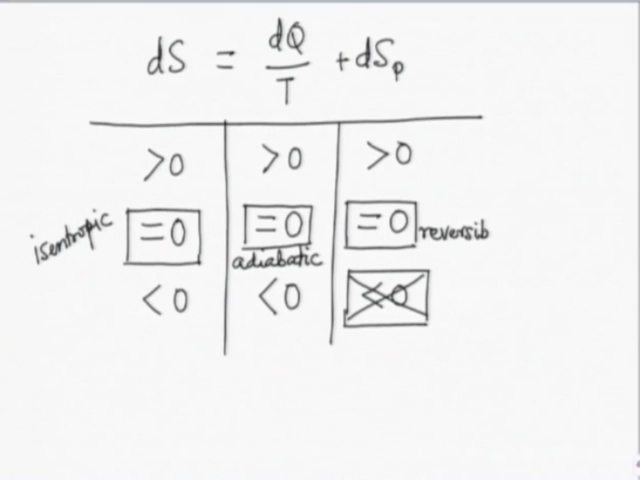 dS = dQ/T + dSp
>0 >0 >0
isentropic =0 =0 =0 reversib
adiabatic
<0 <0 <0